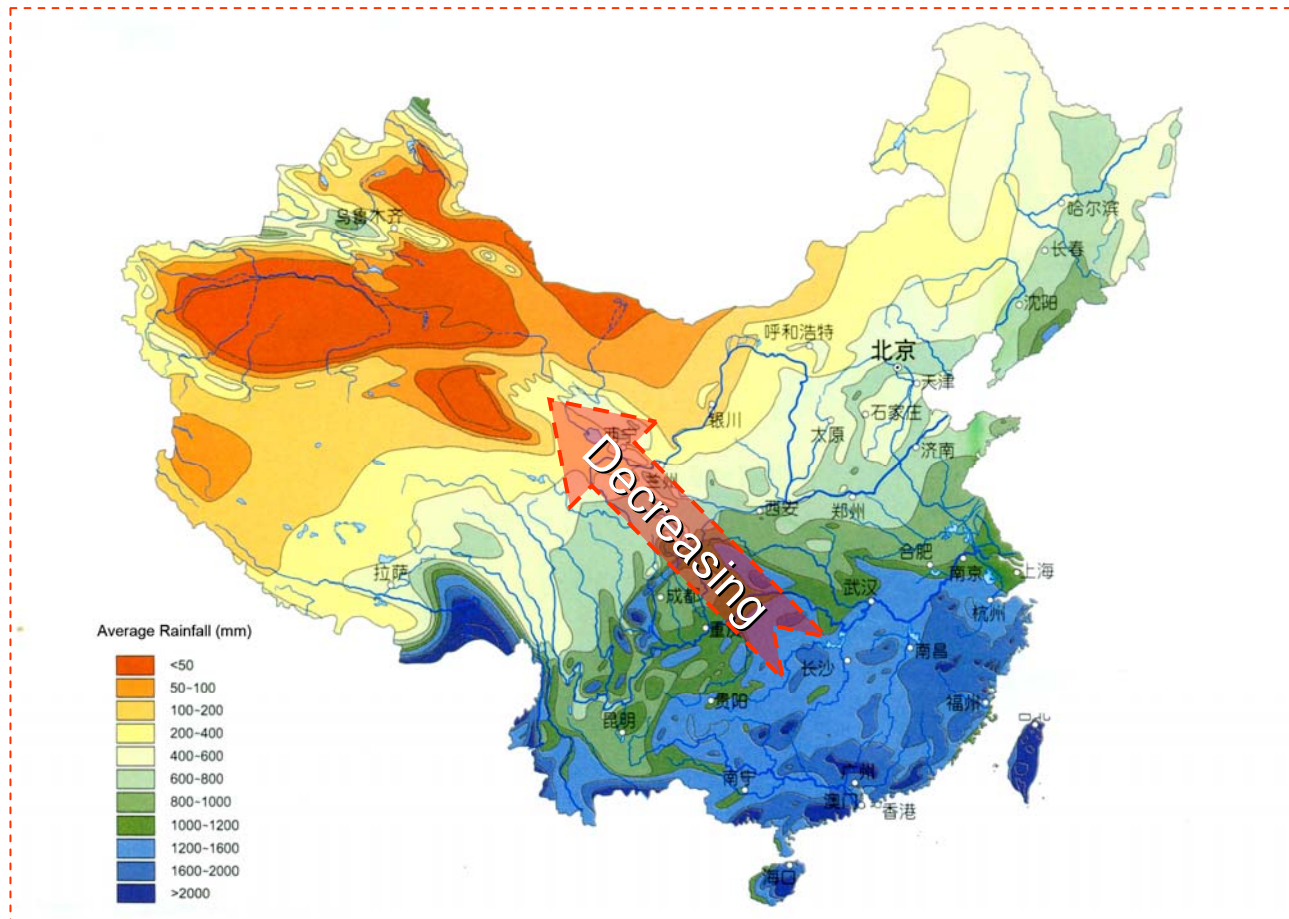 乌鲁木齐
哈尔滨
长春
沈阳
呼和浩特
北京
天津
银川
石家庄
太原
西宁
济南
兰州
西安
郑州
Decreasing
合肥
南京
上海
拉萨
成都
武汉
杭州
重庆
长沙
南昌
贵阳
福州
昆明
台北
南宁
广州
澳门
香港
海口
Average Rainfall (mm)
<50
50-100
100-200
200-400
400-600
600-800
800-1000
1000-1200
1200-1600
1600-2000
>2000